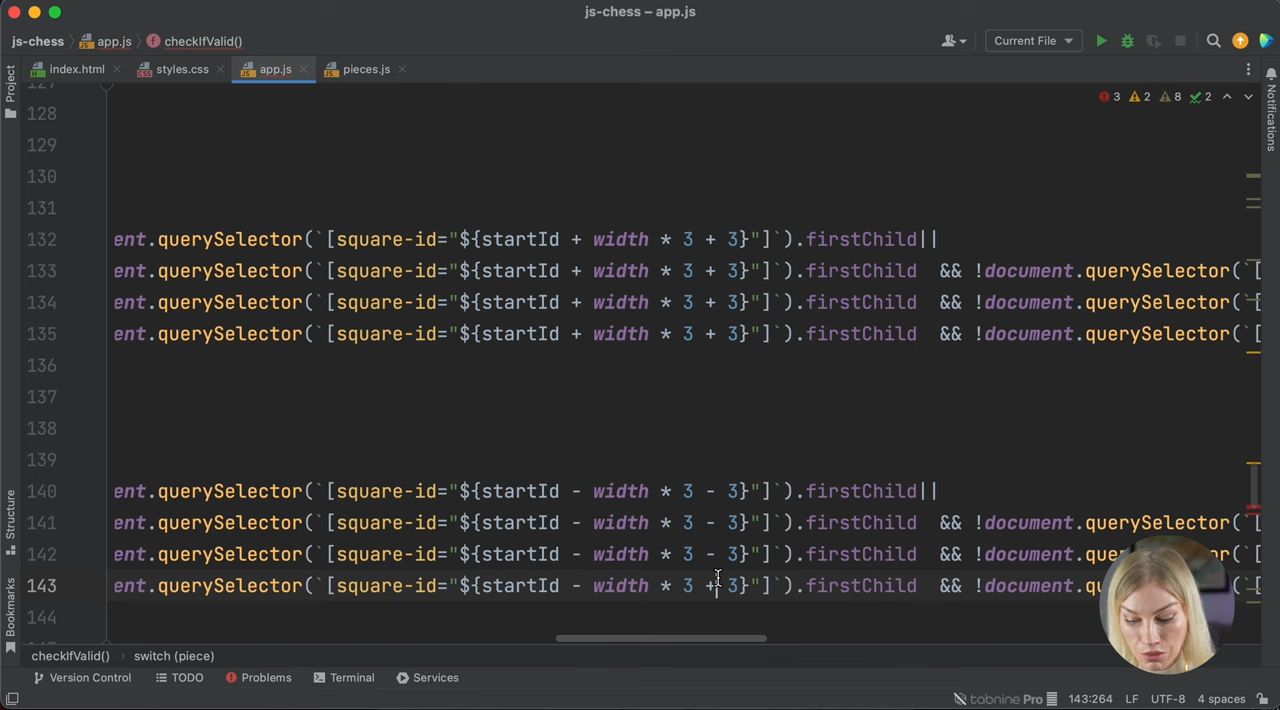 js-chess – app.js
js-chess app.js checkIfValid() Current File
index.html styles.css app.js pieces.js
Project
Notifications
3 2 8 2
127
128
129
130
131
132 ent.querySelector(`[square-id="${startId + width * 3 + 3}"]`).firstChild||
133 ent.querySelector(`[square-id="${startId + width * 3 + 3}"]`).firstChild && !document.querySelector(`[
134 ent.querySelector(`[square-id="${startId + width * 3 + 3}"]`).firstChild && !document.querySelector(`[
135 ent.querySelector(`[square-id="${startId + width * 3 + 3}"]`).firstChild && !document.querySelector(`[
136
137
138
139
140 ent.querySelector(`[square-id="${startId - width * 3 - 3}"]`).firstChild||
141 ent.querySelector(`[square-id="${startId - width * 3 - 3}"]`).firstChild && !document.querySelector(`[
142 ent.querySelector(`[square-id="${startId - width * 3 - 3}"]`).firstChild && !docum
143 ent.querySelector(`[square-id="${startId - width * 3 + 3}"]`).firstChild && !docu
144
Structure
Bookmarks
checkIfValid() switch (piece)
Version Control TODO Problems Terminal Services
tabnine Pro 143:264 LF UTF-8 4 spaces